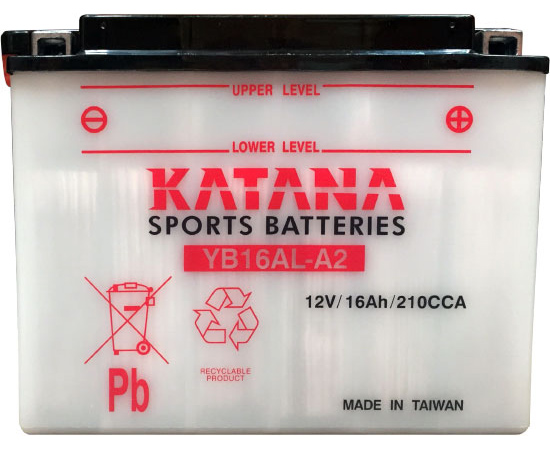 UPPER LEVEL
LOWER LEVEL
KATANA
SPORTS BATTERIES
YB16AL-A2
12V/16Ah/210CCA
RECYCLABLE
PRODUCT
Pb
MADE IN TAIWAN